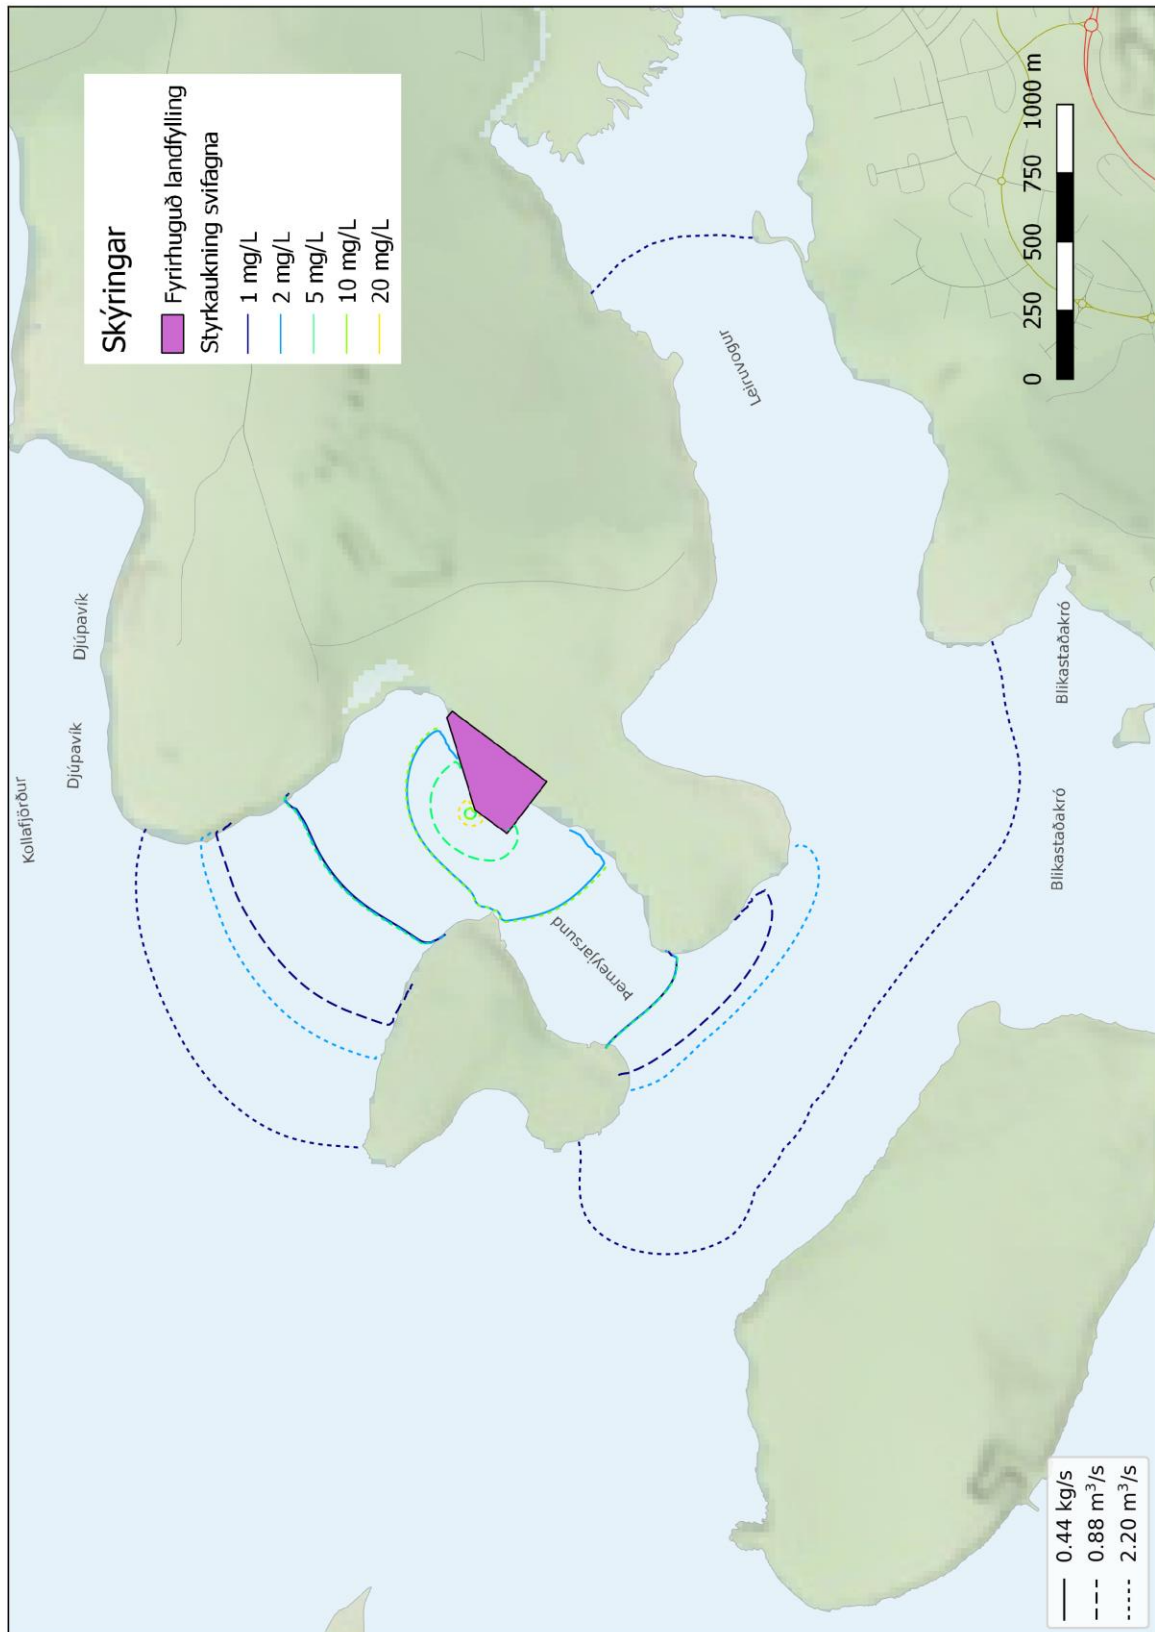 Skýringar
Fyrirhuguð landfylling
Styrkaukning svifagna
1 mg/L
2 mg/L
5 mg/L
10 mg/L
20 mg/L
Kollafjörður
Djúpavík
Djúpavík
Þerneyjarsund
Leiruvogur
Blikastaðakró
Blikastaðakró
0 250 500 750 1000 m
0.44 kg/s
0.88 m³/s
2.20 m³/s